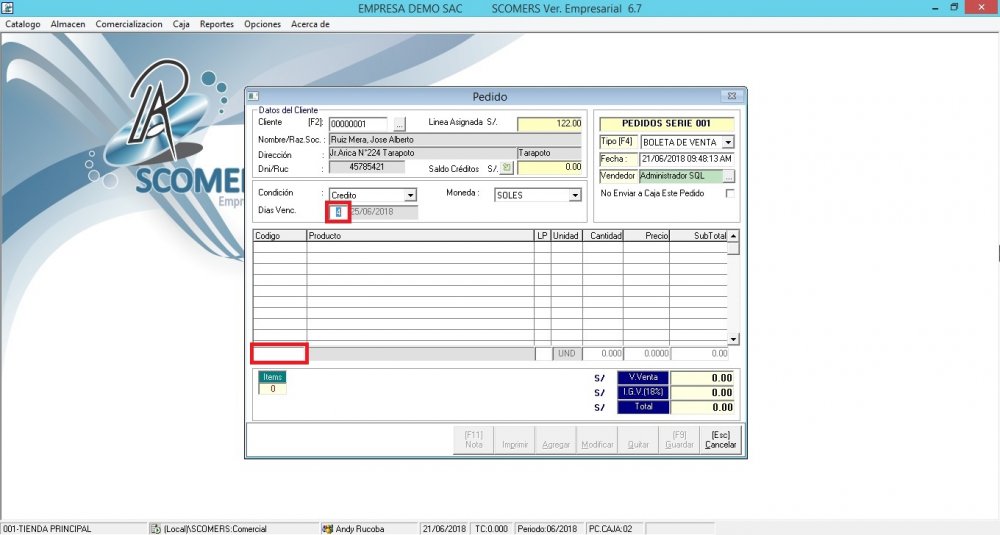 EMPRESA DEMO SAC SCOMERS Ver. Empresarial 6.7
Catalogo Almacen Comercializacion Caja Reportes Opciones Acerca de
SCOMER
Empr
Pedido
Datos del Cliente
Cliente [F2]: 00000001 ... Linea Asignada S/. 122.00
Nombre/Raz.Soc. : Ruiz Mera, Jose Alberto
Dirección : Jr.Arica N°224 Tarapoto Tarapoto
Dni/Ruc : 45785421 Saldo Créditos S/. 0.00
PEDIDOS SERIE 001
Tipo [F4] BOLETA DE VENTA
Fecha : 21/06/2018 09:48:13 AM
Vendedor Administrador SQL ...
No Enviar a Caja Este Pedido
Condición : Credito Moneda : SOLES
Dias Venc. 4 25/06/2018
Codigo Producto LP Unidad Cantidad Precio SubTotal
UND 0.000 0.0000 0.00
Items
0
S/ V.Venta 0.00
S/ I.G.V.(18%) 0.00
S/ Total 0.00
[F11] Nota
Imprimir
Agregar
Modificar
Quitar
[F9] Guardar
[Esc] Cancelar
001-TIENDA PRINCIPAL (Local)\SCOMERS:Comercial Andy Rucoba 21/06/2018 TC:0.000 Periodo:06/2018 PC.CAJA:02